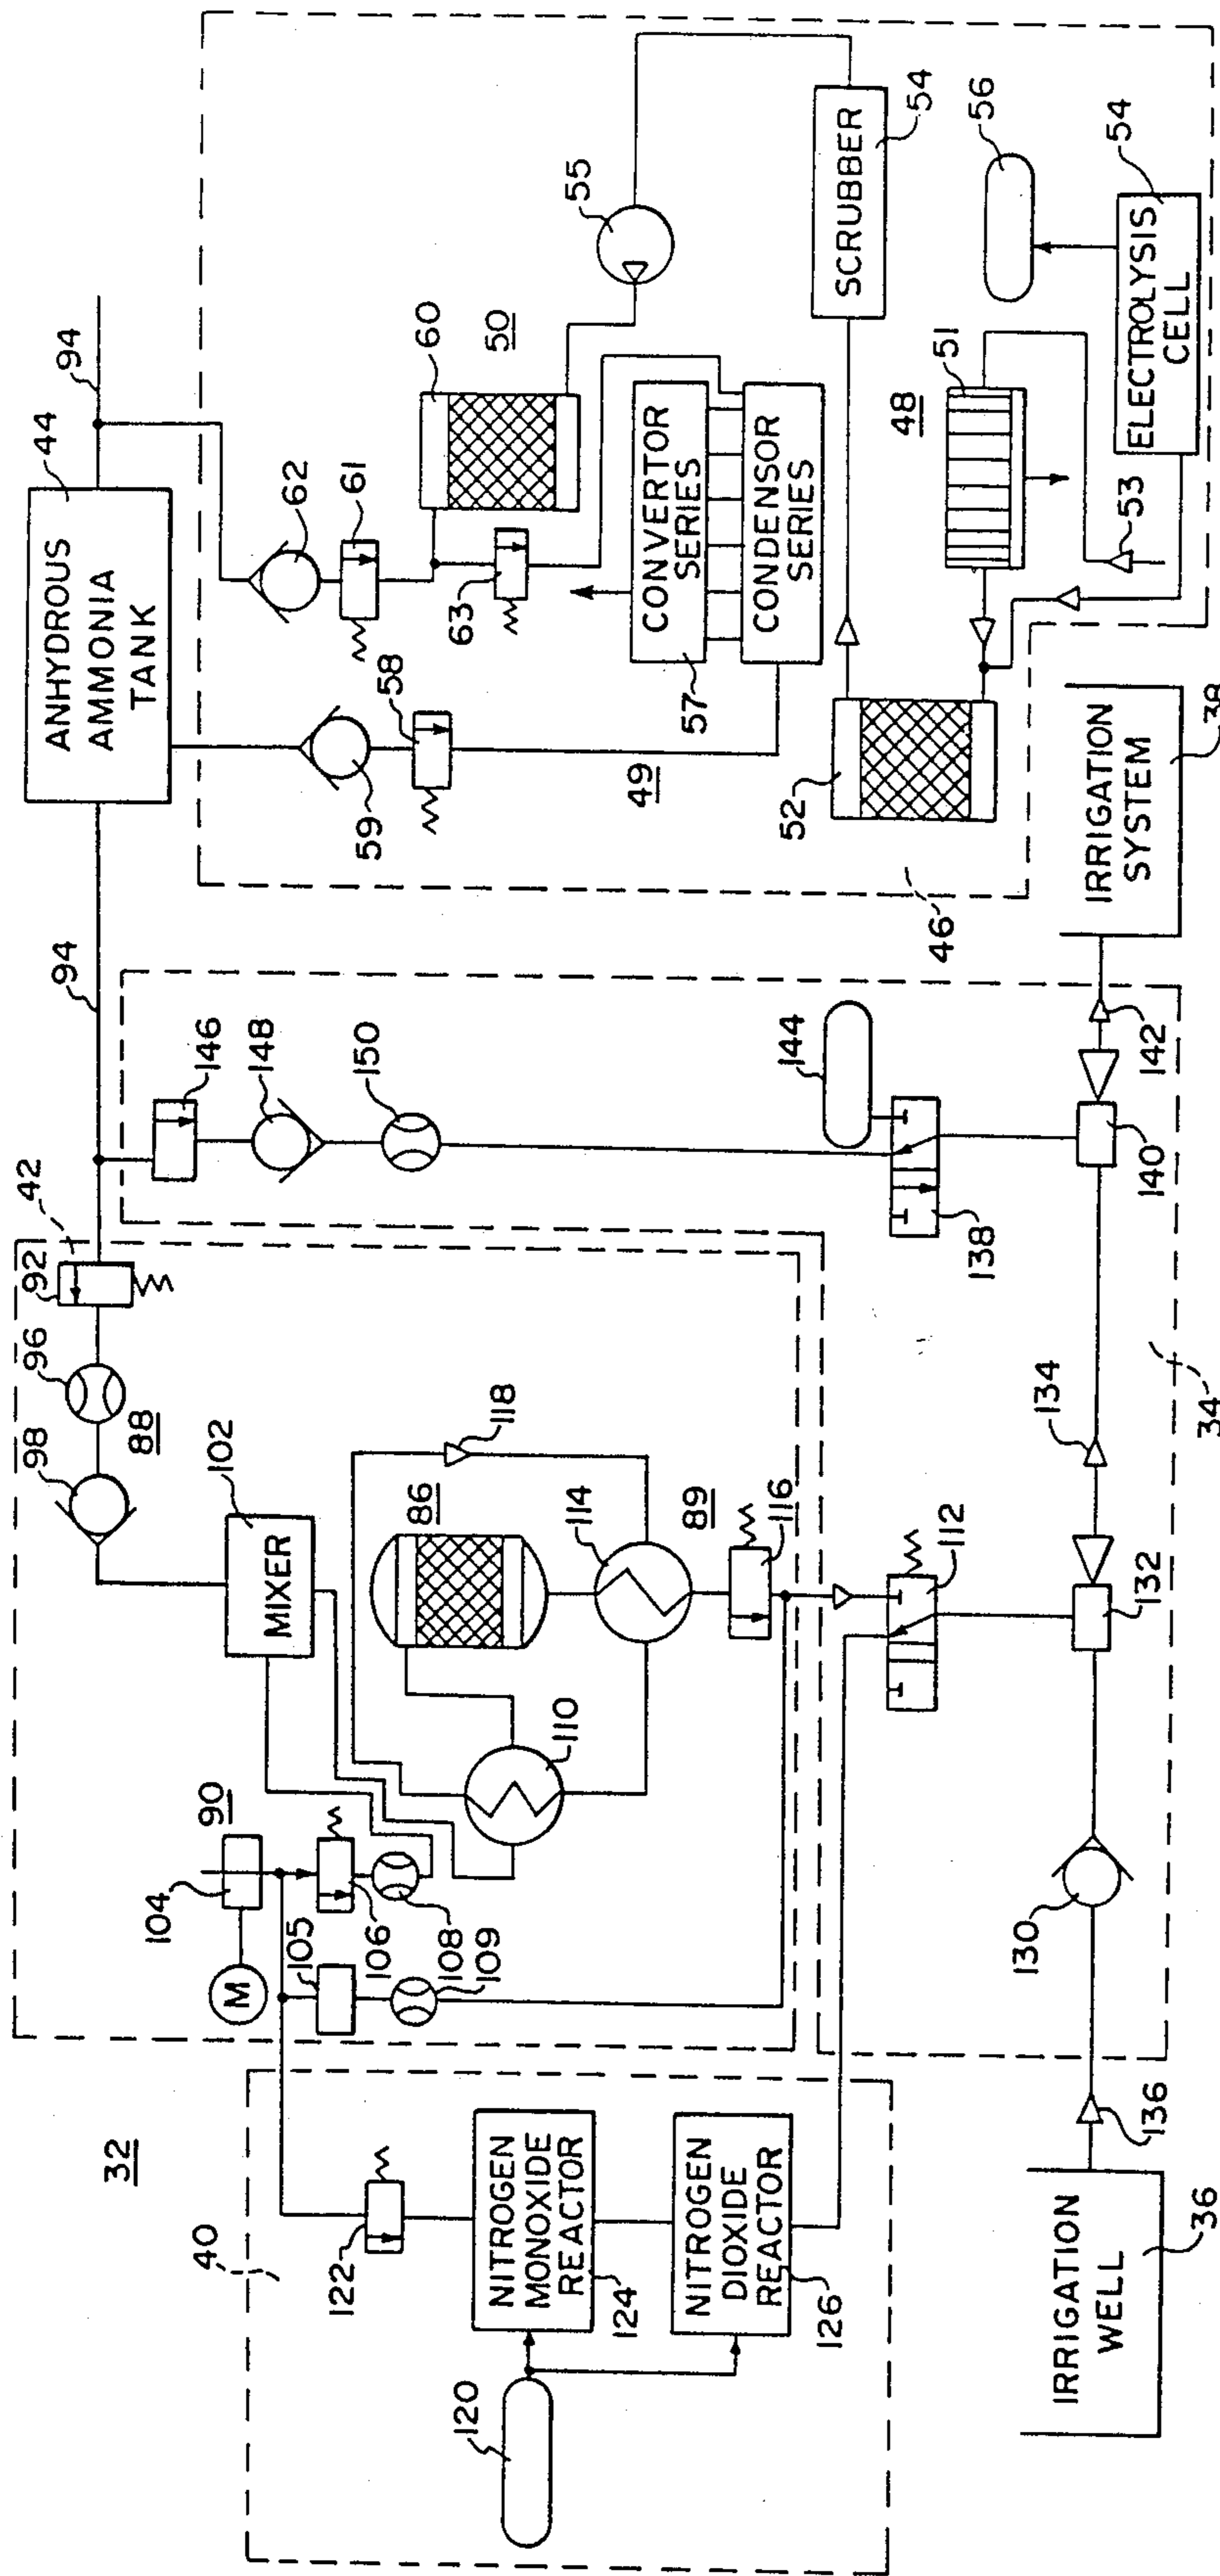 32
40
122
NITROGEN
MONOXIDE
REACTOR
124
NITROGEN
DIOXIDE
REACTOR
126
120
IRRIGATION
WELL
36
136
130
132
134
112
34
M
104
90
105
106
108
109
110
MIXER
102
98
96
88
92
42
118
86
114
89
116
94
146
148
150
144
138
140
142
IRRIGATION
SYSTEM
38
ANHYDROUS
AMMONIA
TANK
44
94
62
61
59
58
49
60
50
63
55
CONVERTOR
SERIES
57
CONDENSOR
SERIES
SCRUBBER
54
52
46
51
48
53
56
ELECTROLYSIS
CELL
54